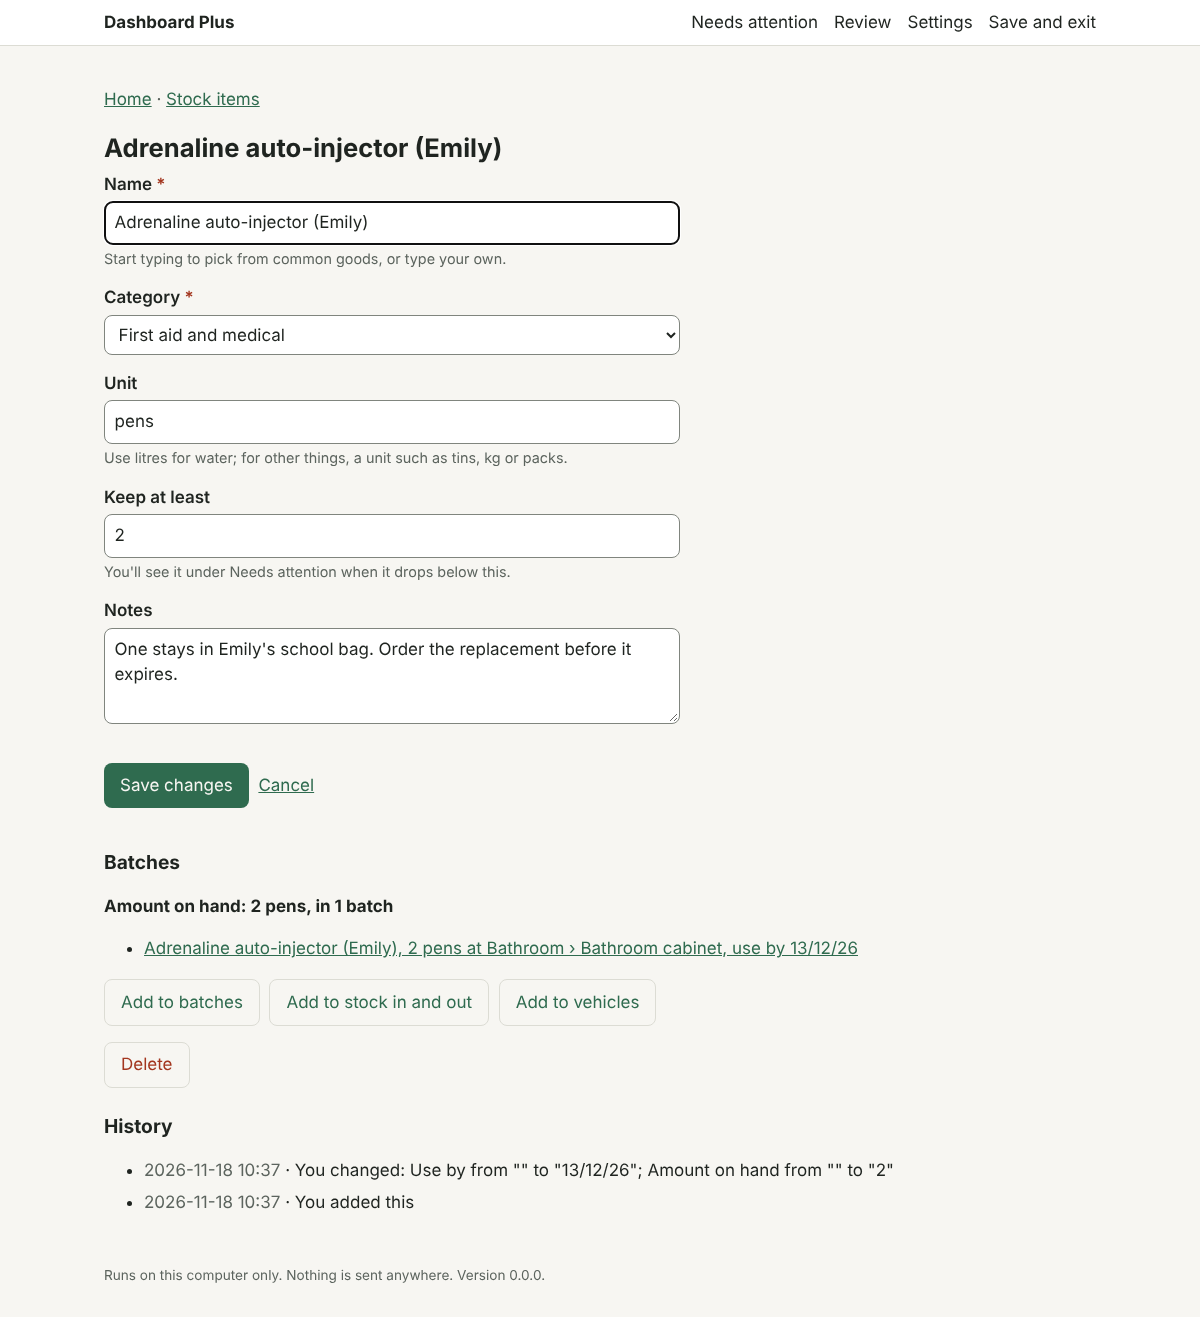 Dashboard Plus
Needs attention Review Settings Save and exit
Home · Stock items
Adrenaline auto-injector (Emily)
Name *
Adrenaline auto-injector (Emily)
Start typing to pick from common goods, or type your own.
Category *
First aid and medical
Unit
pens
Use litres for water; for other things, a unit such as tins, kg or packs.
Keep at least
2
You'll see it under Needs attention when it drops below this.
Notes
One stays in Emily's school bag. Order the replacement before it
expires.
Save changes Cancel
Batches
Amount on hand: 2 pens, in 1 batch
Adrenaline auto-injector (Emily), 2 pens at Bathroom › Bathroom cabinet, use by 13/12/26
Add to batches Add to stock in and out Add to vehicles
Delete
History
2026-11-18 10:37 · You changed: Use by from "" to "13/12/26"; Amount on hand from "" to "2"
2026-11-18 10:37 · You added this
Runs on this computer only. Nothing is sent anywhere. Version 0.0.0.